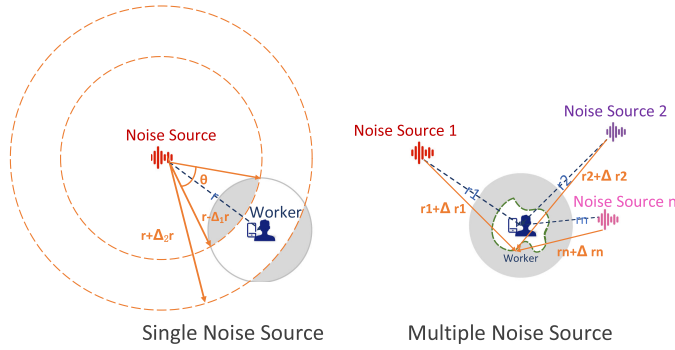 Noise Source
θ
r
Worker
r-Δ₁r
r+Δ₂r
Single Noise Source
Noise Source 1
Noise Source 2
Noise Source n
r1
r2
rn
r1+Δ r1
r2+Δ r2
rn+Δ rn
Worker
Multiple Noise Source